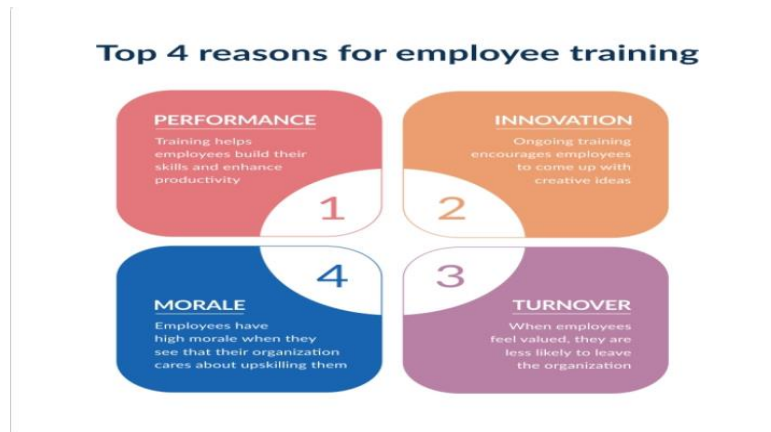 Top 4 reasons for employee training
PERFORMANCE
Training helps
employees build their
skills and enhance
productivity
1
INNOVATION
Ongoing training
encourages employees
to come up with
creative ideas
2
3
TURNOVER
When employees
feel valued, they are
less likely to leave
the organization
4
MORALE
Employees have
high morale when they
see that their organization
cares about upskilling them